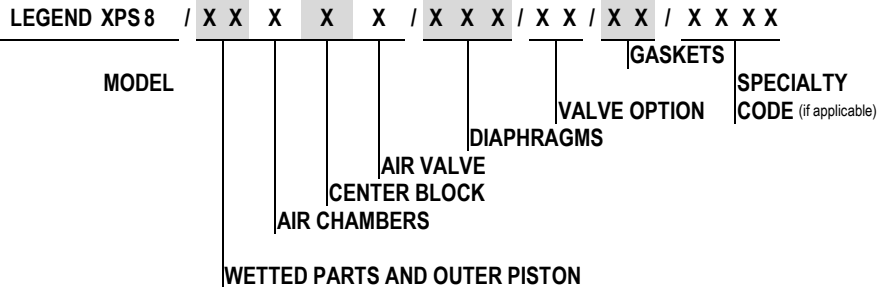 LEGEND XPS 8 / X X X X X / X X X / X X / X X / X X X X
GASKETS
MODEL SPECIALTY
VALVE OPTION CODE (if applicable)
DIAPHRAGMS
AIR VALVE
CENTER BLOCK
AIR CHAMBERS
WETTED PARTS AND OUTER PISTON